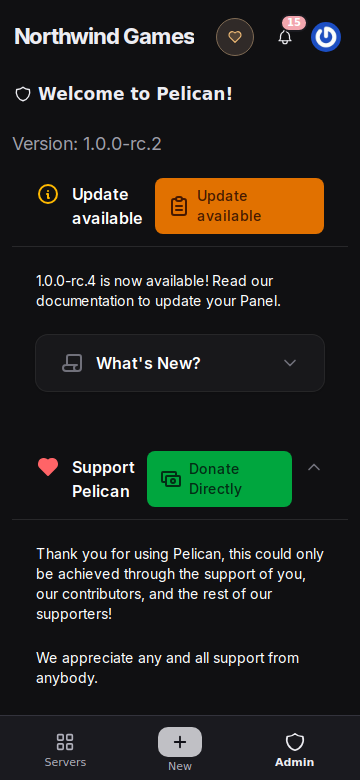 Northwind Games
15
Welcome to Pelican!
Version: 1.0.0-rc.2
Update
available
Update
available
1.0.0-rc.4 is now available! Read our
documentation to update your Panel.
What's New?
Support
Pelican
Donate
Directly
Thank you for using Pelican, this could only
be achieved through the support of you,
our contributors, and the rest of our
supporters!
We appreciate any and all support from
anybody.
Servers
New
Admin